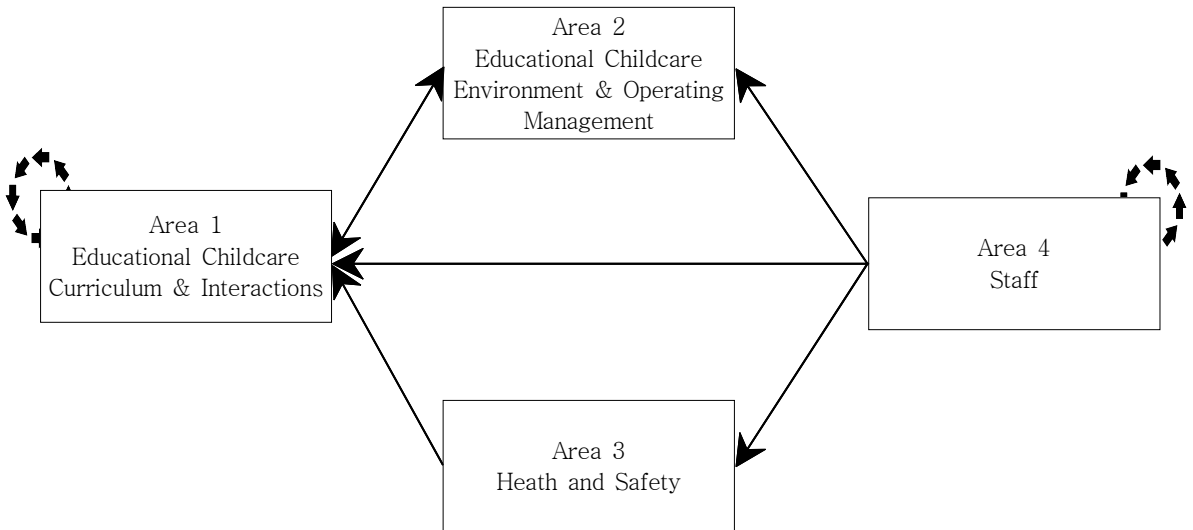 Area 2
Educational Childcare
Environment & Operating
Management
Area 1
Educational Childcare
Curriculum & Interactions
Area 4
Staff
Area 3
Heath and Safety